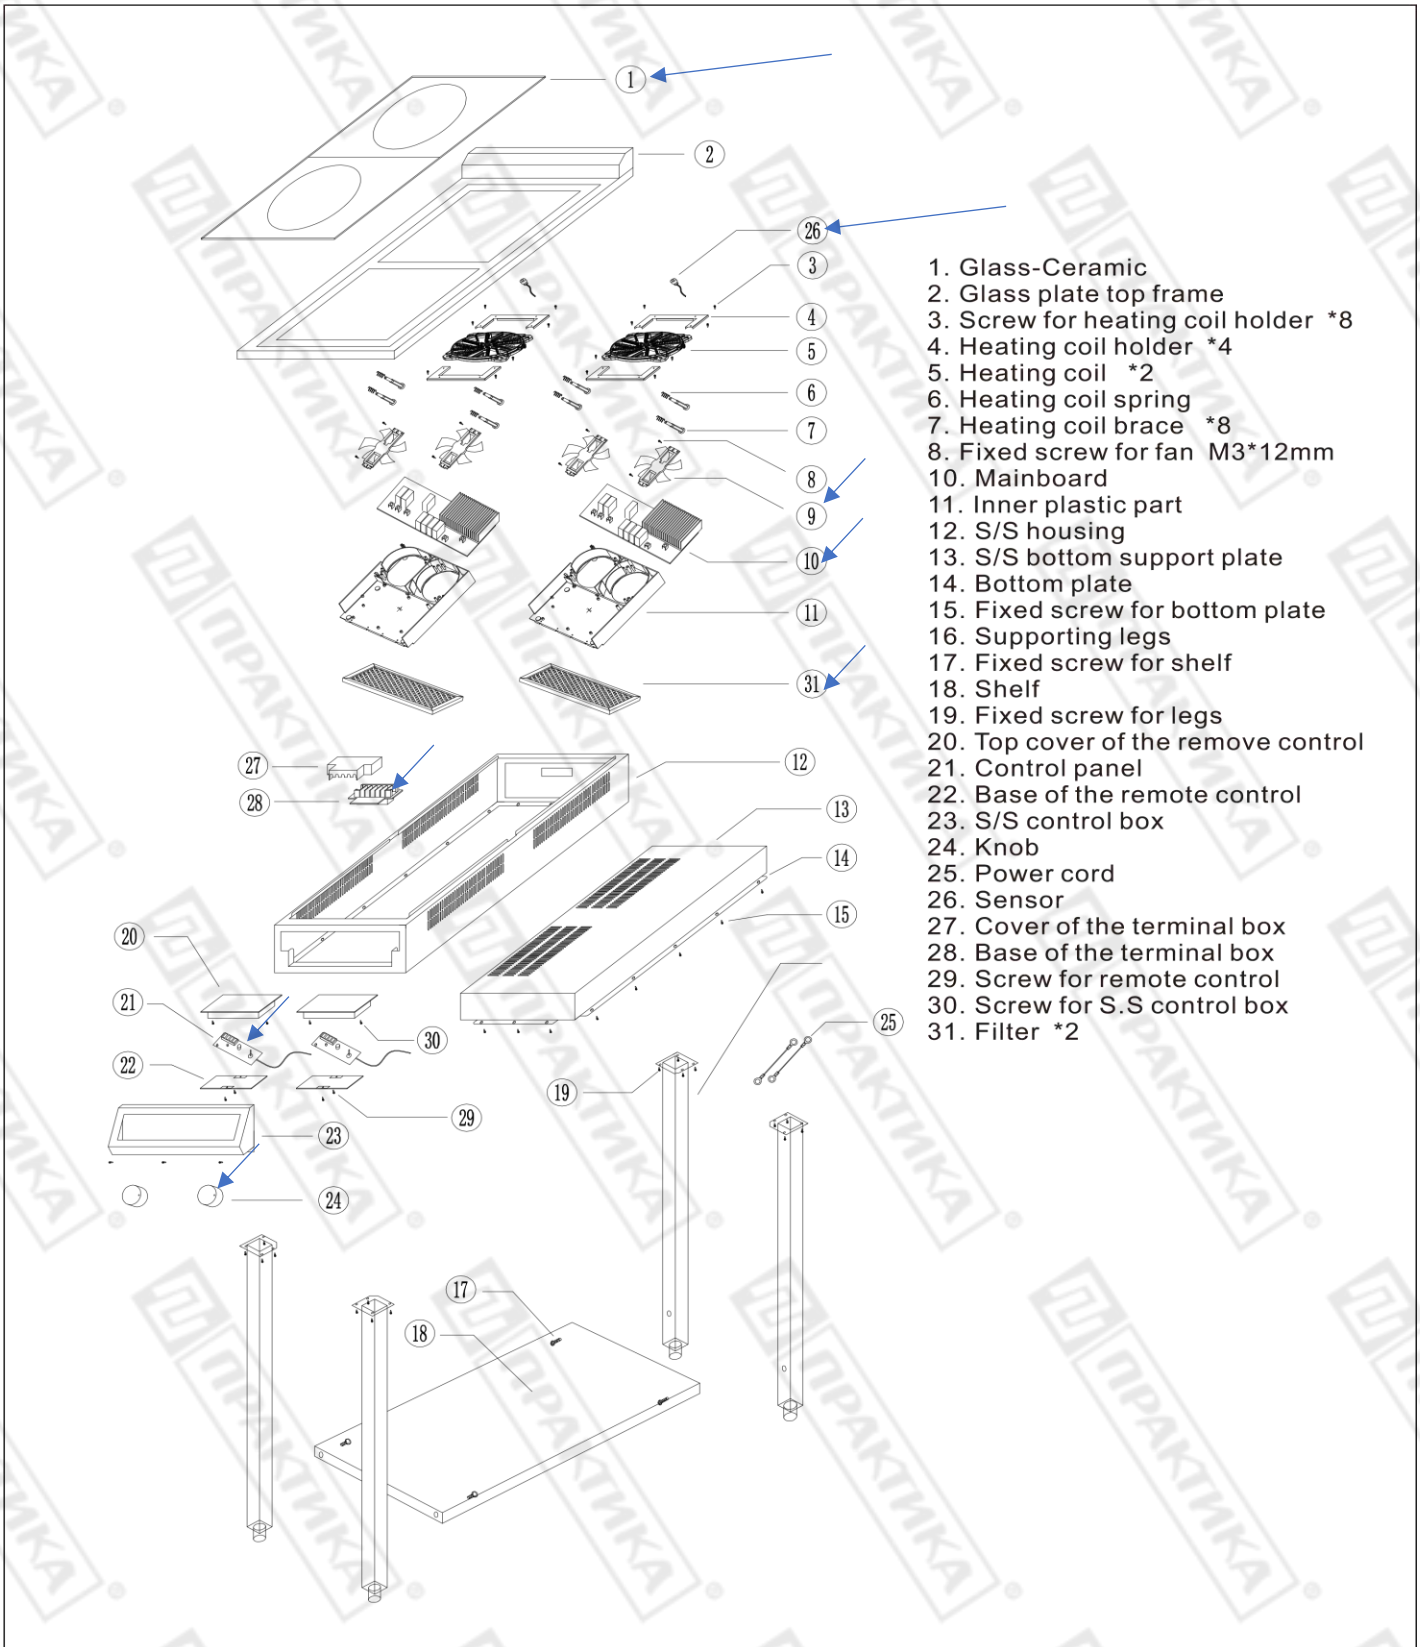 1
2
26
3
4
5
6
7
8
9
10
11
31
27
28
12
13
14
15
20
21
22
23
24
30
29
25
19
17
18
1. Glass-Ceramic
2. Glass plate top frame
3. Screw for heating coil holder *8
4. Heating coil holder *4
5. Heating coil *2
6. Heating coil spring
7. Heating coil brace *8
8. Fixed screw for fan M3*12mm
10. Mainboard
11. Inner plastic part
12. S/S housing
13. S/S bottom support plate
14. Bottom plate
15. Fixed screw for bottom plate
16. Supporting legs
17. Fixed screw for shelf
18. Shelf
19. Fixed screw for legs
20. Top cover of the remove control
21. Control panel
22. Base of the remote control
23. S/S control box
24. Knob
25. Power cord
26. Sensor
27. Cover of the terminal box
28. Base of the terminal box
29. Screw for remote control
30. Screw for S.S control box
31. Filter *2
ПРАКТИКА